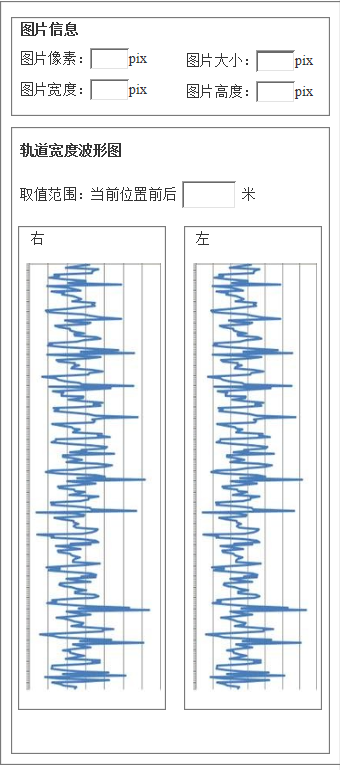 图片信息
图片像素：pix 图片大小：pix
图片宽度：pix 图片高度：pix
轨道宽度波形图
取值范围：当前位置前后 米
右 左